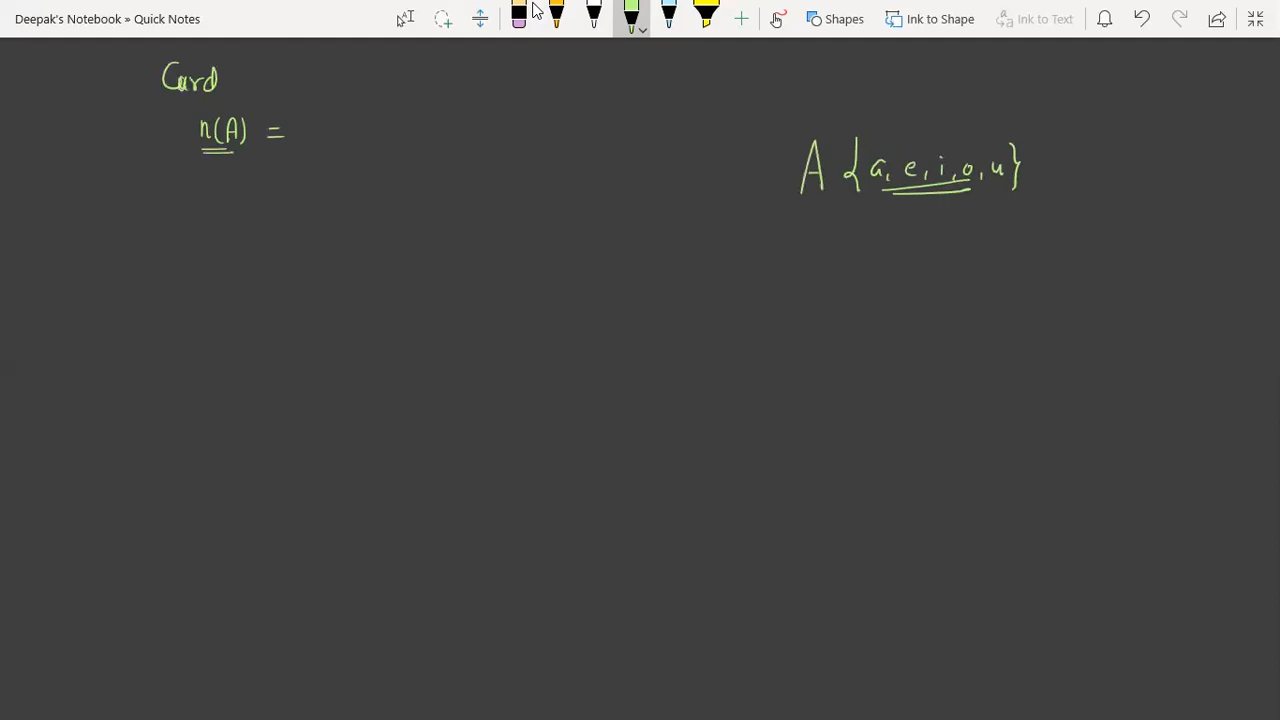 Deepak's Notebook » Quick Notes
Shapes
Ink to Shape
Ink to Text
Card
n(A) =
A {a, e, i, o, u}